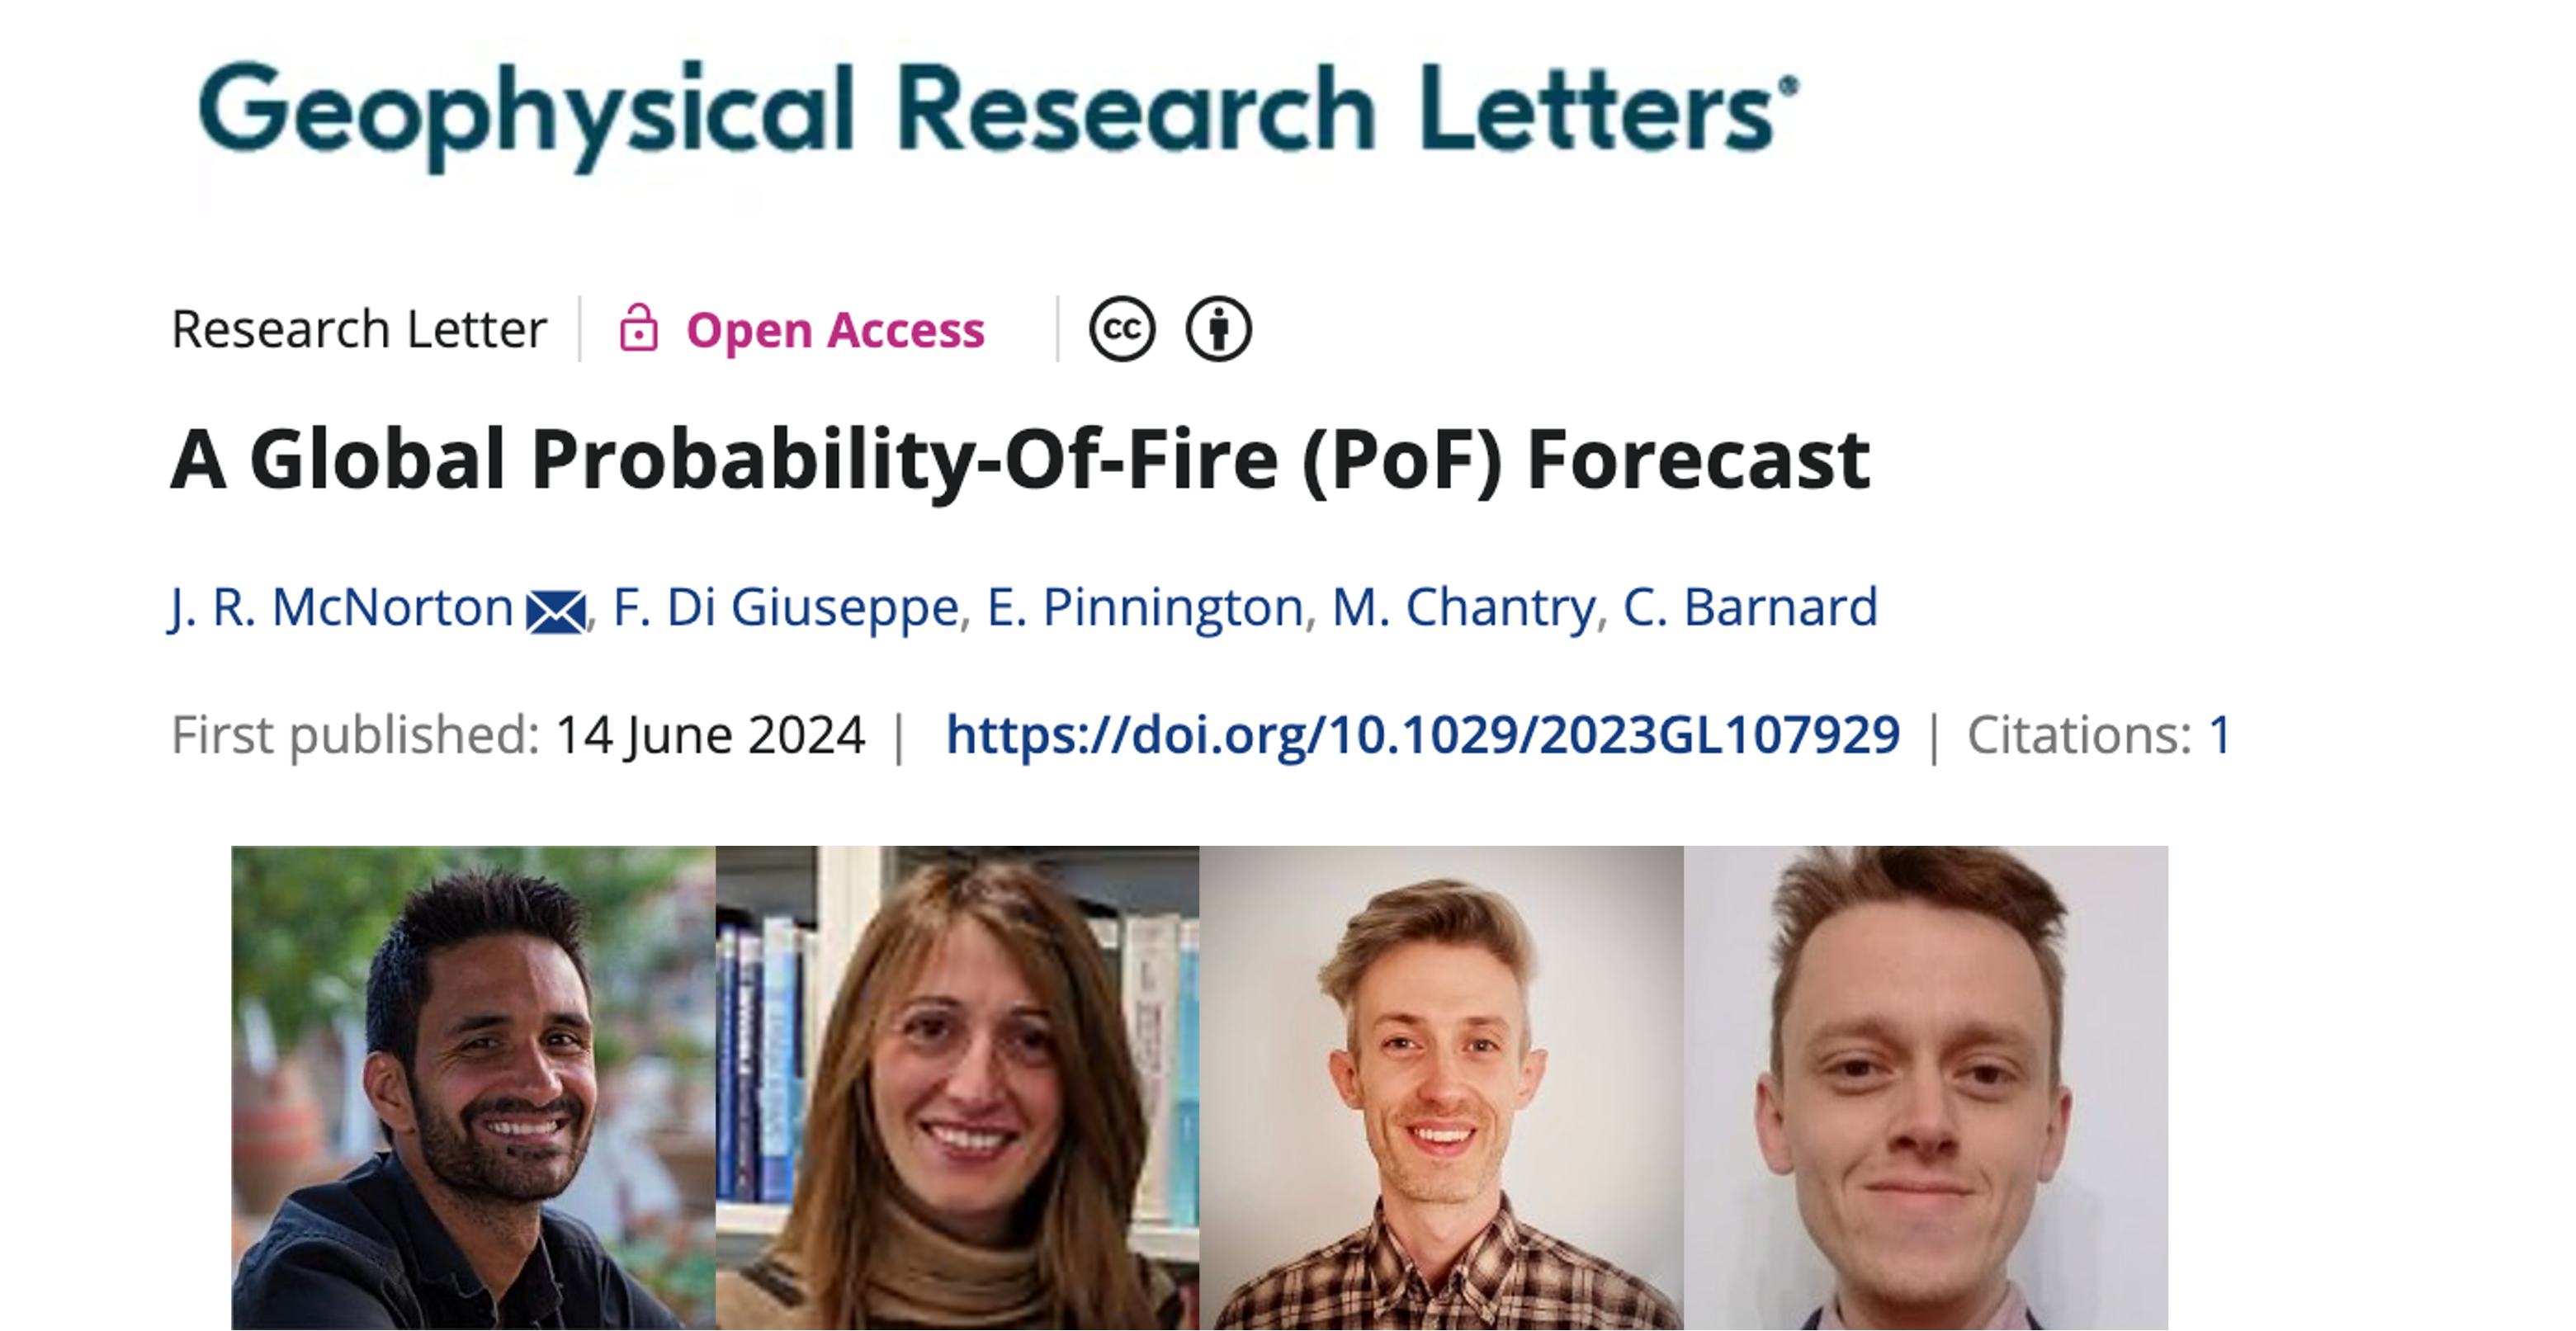 Geophysical Research Letters®
Research Letter | Open Access | cc
A Global Probability-Of-Fire (PoF) Forecast
J. R. McNorton, F. Di Giuseppe, E. Pinnington, M. Chantry, C. Barnard
First published: 14 June 2024 | https://doi.org/10.1029/2023GL107929 | Citations: 1